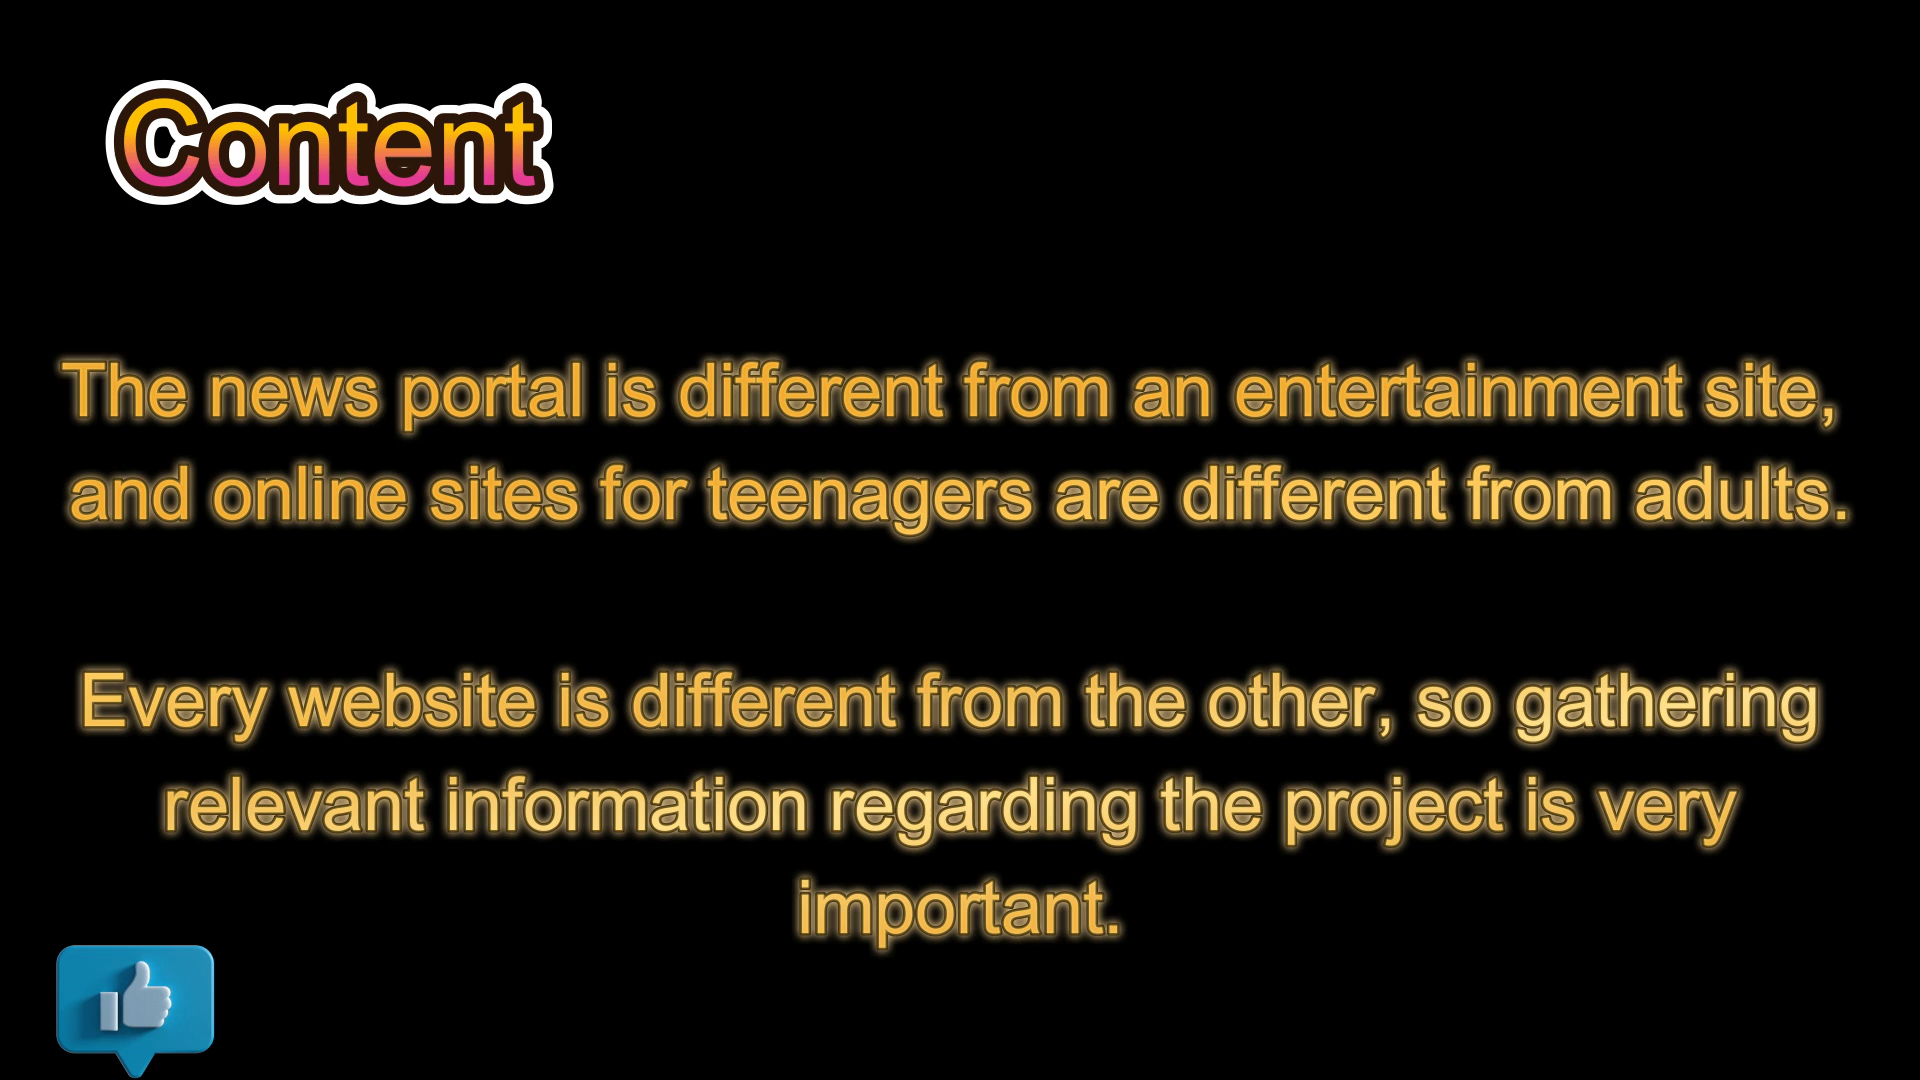 Content
The news portal is different from an entertainment site,
and online sites for teenagers are different from adults.
Every website is different from the other, so gathering
relevant information regarding the project is very
important.